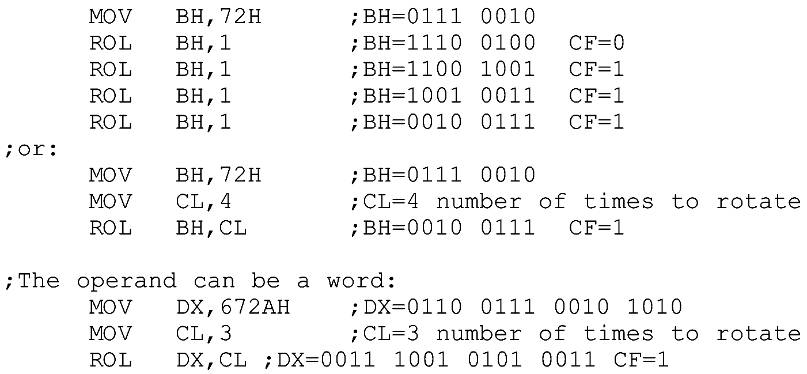 MOV BH,72H ;BH=0111 0010
ROL BH,1 ;BH=1110 0100 CF=0
ROL BH,1 ;BH=1100 1001 CF=1
ROL BH,1 ;BH=1001 0011 CF=1
ROL BH,1 ;BH=0010 0111 CF=1
;or:
MOV BH,72H ;BH=0111 0010
MOV CL,4 ;CL=4 number of times to rotate
ROL BH,CL ;BH=0010 0111 CF=1
;The operand can be a word:
MOV DX,672AH ;DX=0110 0111 0010 1010
MOV CL,3 ;CL=3 number of times to rotate
ROL DX,CL ;DX=0011 1001 0101 0011 CF=1